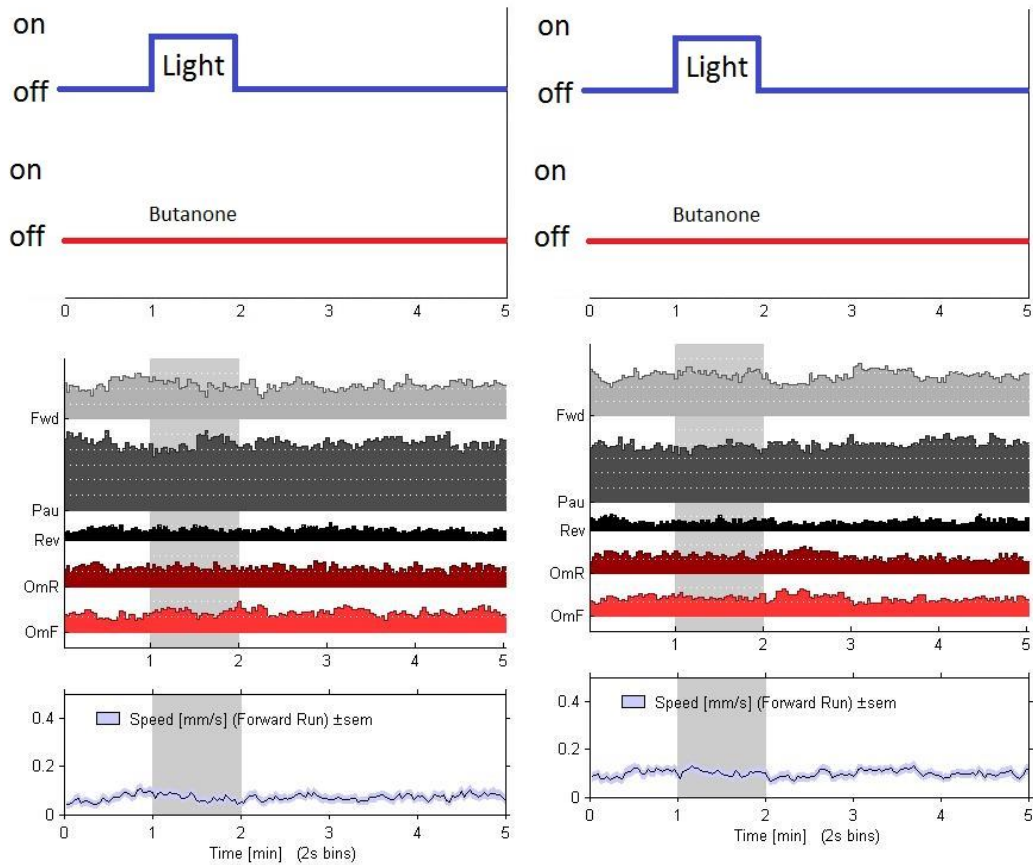 on
Light
off
on
Butanone
off
0 1 2 3 4 5
Fwd
Pau
Rev
OmR
OmF
1 2 3 4 5
0.4
Speed [mm/s] (Forward Run) ±sem
0.2
0
0 1 2 3 4 5
Time [min] (2s bins)
on
Light
off
on
Butanone
off
0 1 2 3 4 5
Fwd
Pau
Rev
OmR
OmF
1 2 3 4 5
0.4
Speed [mm/s] (Forward Run) ±sem
0.2
0
0 1 2 3 4 5
Time [min] (2s bins)